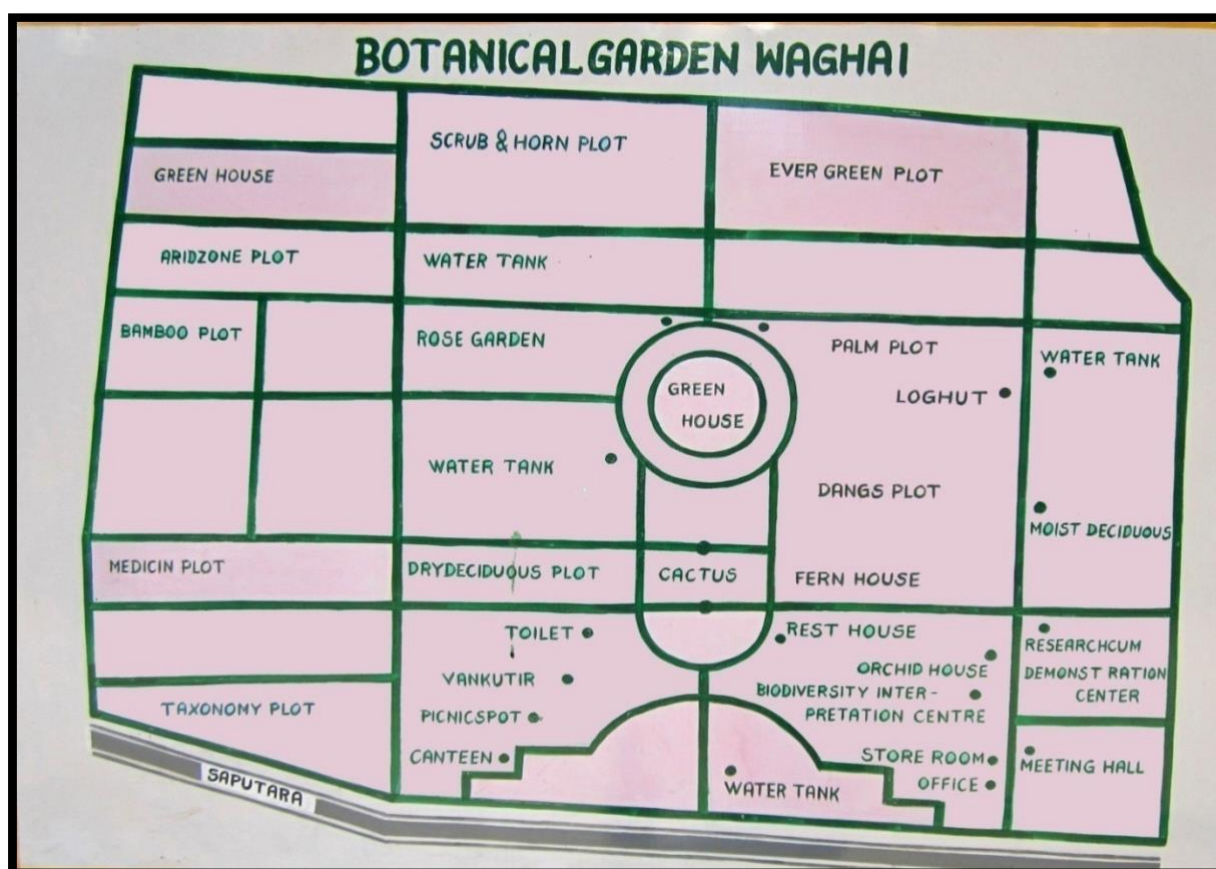 BOTANICAL GARDEN WAGHAI
SCRUB & HORN PLOT
EVER GREEN PLOT
GREEN HOUSE
ARIDZONE PLOT
WATER TANK
BAMBOO PLOT
ROSE GARDEN
PALM PLOT
WATER TANK
GREEN
HOUSE
LOGHUT
WATER TANK
DANGS PLOT
MOIST DECIDUOUS
MEDICIN PLOT
DRYDECIDUOUS PLOT
CACTUS
FERN HOUSE
TOILET
REST HOUSE
RESEARCHCUM
DEMONSTRATION
CENTER
ORCHID HOUSE
VANKUTIR
BIODIVERSITY INTER-
PRETATION CENTRE
TAXONOMY PLOT
PICNICSPOT
CANTEEN
STORE ROOM
MEETING HALL
OFFICE
WATER TANK
SAPUTARA